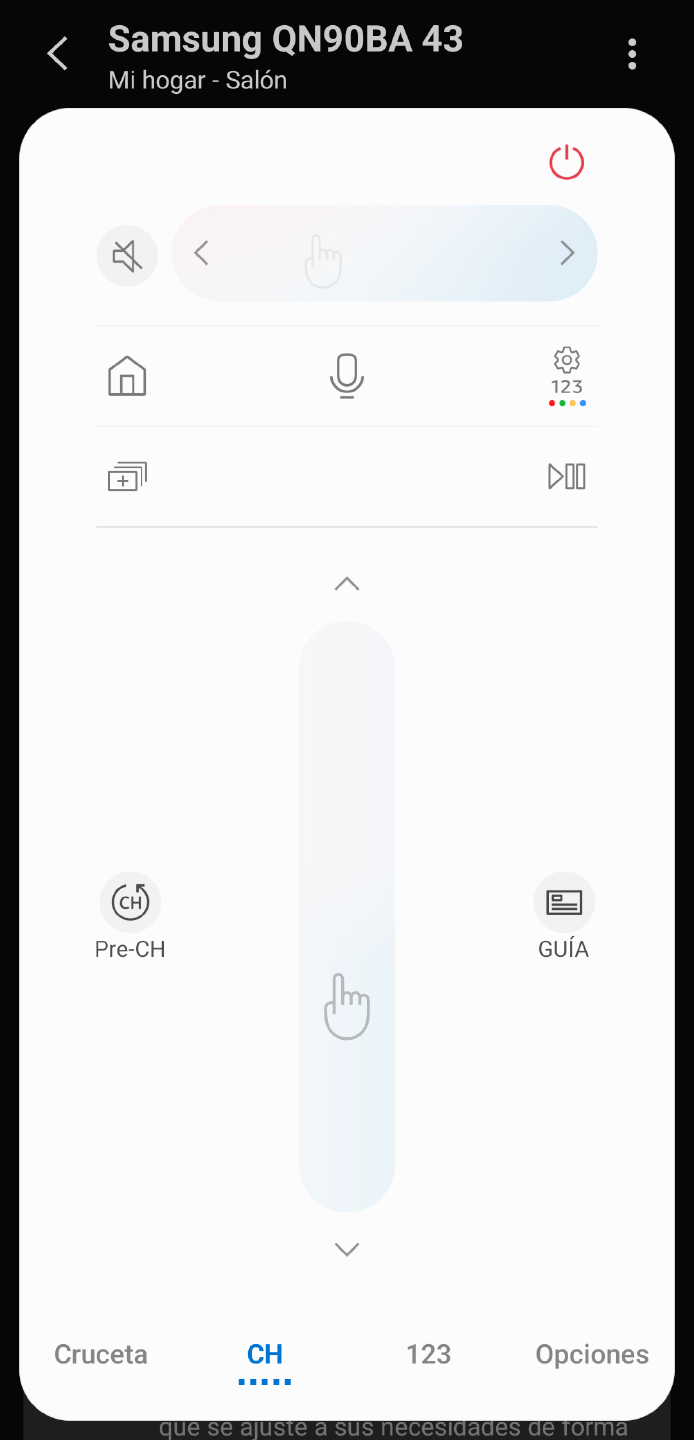 Samsung QN90BA 43
Mi hogar - Salón
123
CH
Pre-CH
GUÍA
Cruceta
CH
123
Opciones
que se ajuste a sus necesidades de forma